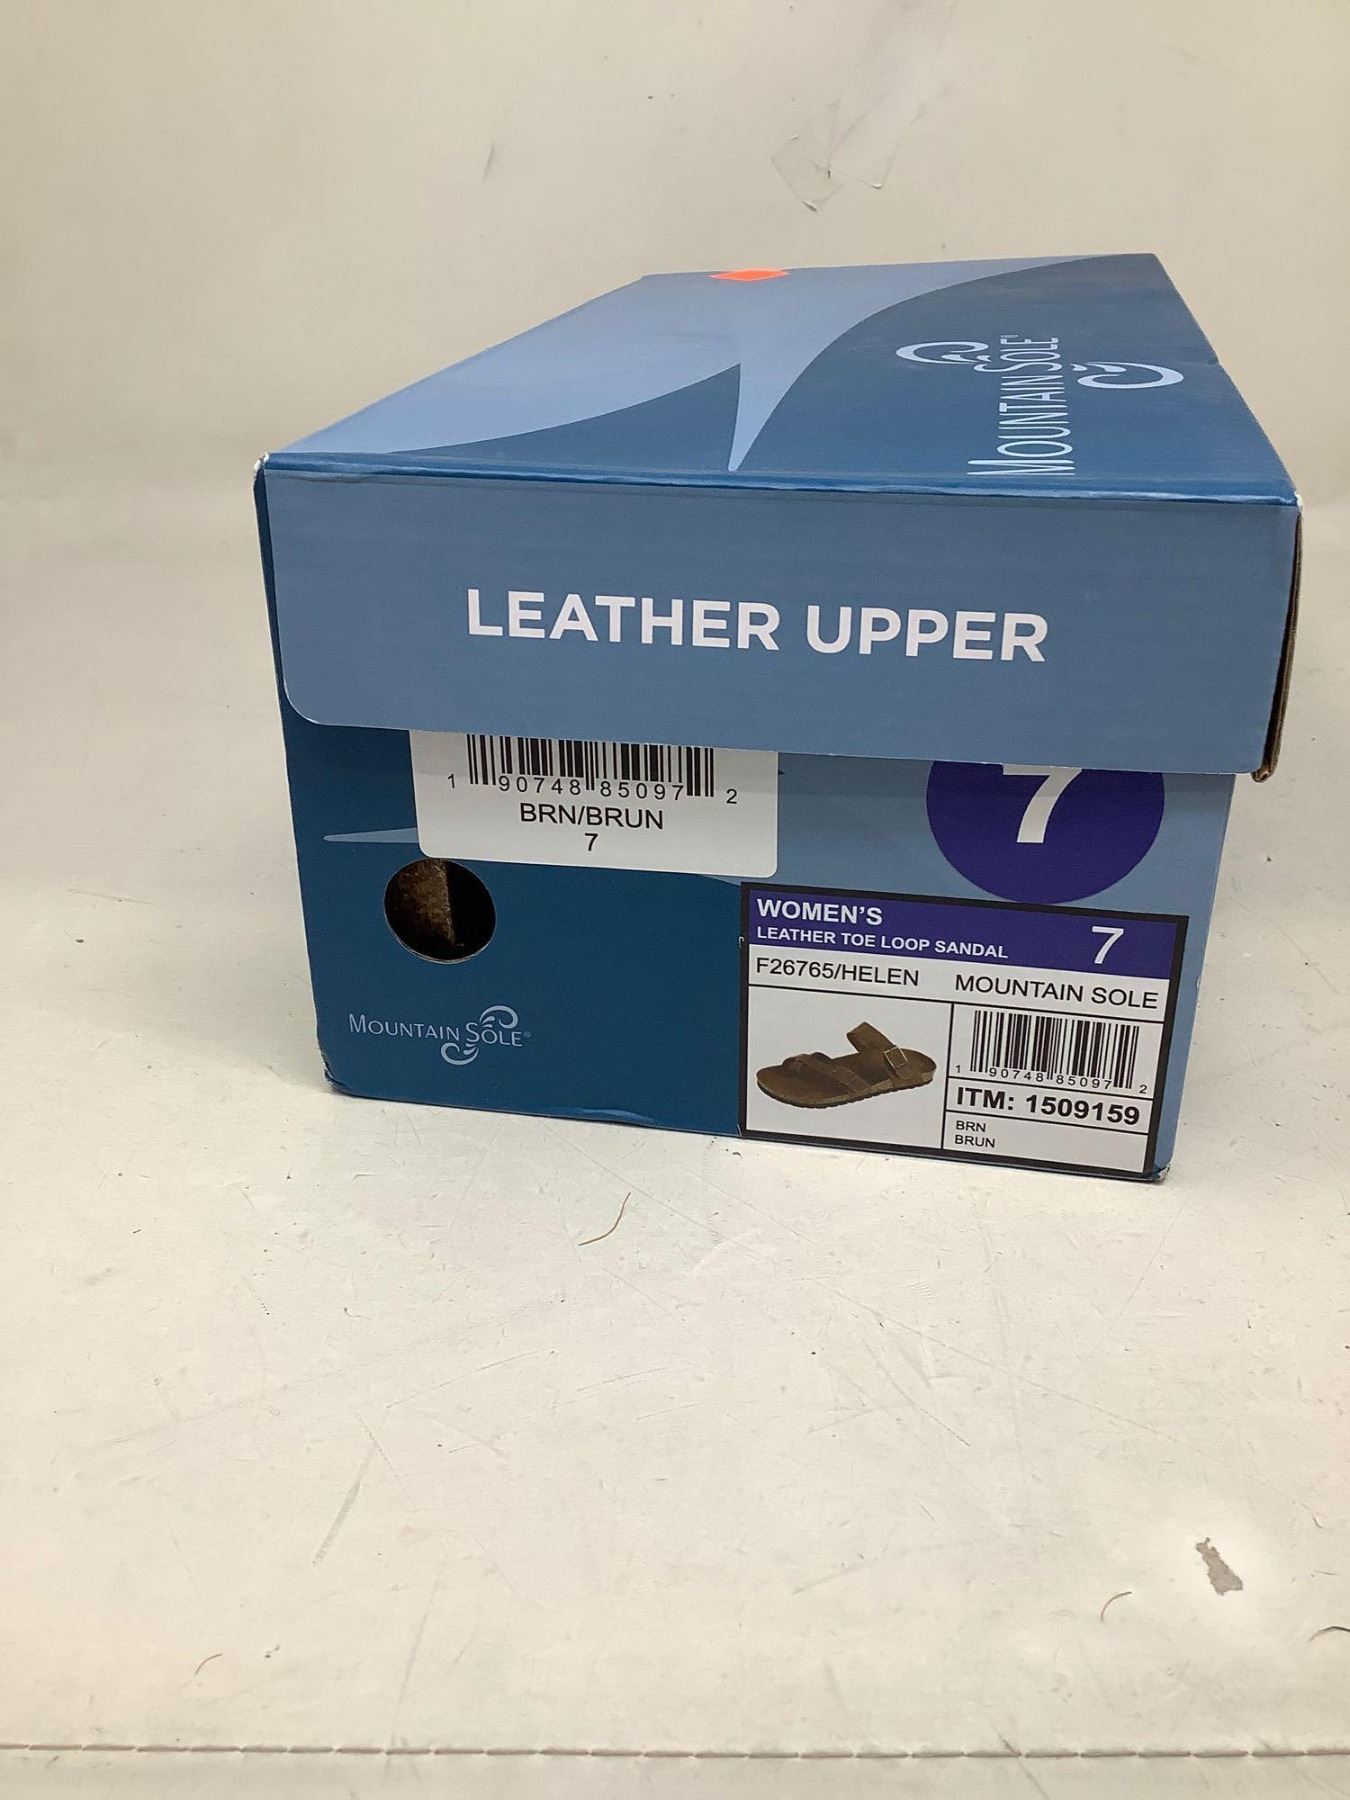 MOUNTAIN SOLE®
LEATHER UPPER
1 90748 85097 2
BRN/BRUN
7
7
WOMEN'S
LEATHER TOE LOOP SANDAL
7
F26765/HELEN MOUNTAIN SOLE
1 90748 85097 2
ITM: 1509159
BRN
BRUN
MOUNTAIN SOLE®